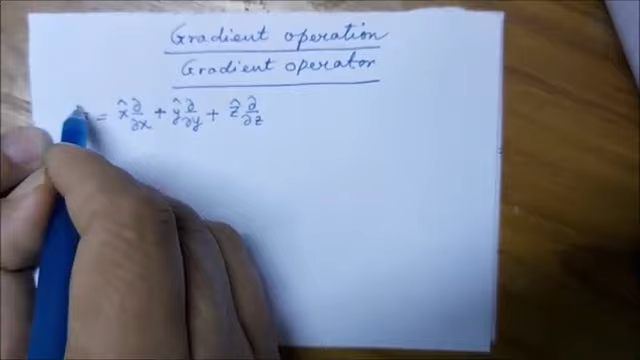 Gradient operation
Gradient operator
= x̂ ∂/∂x + ŷ ∂/∂y + ẑ ∂/∂z